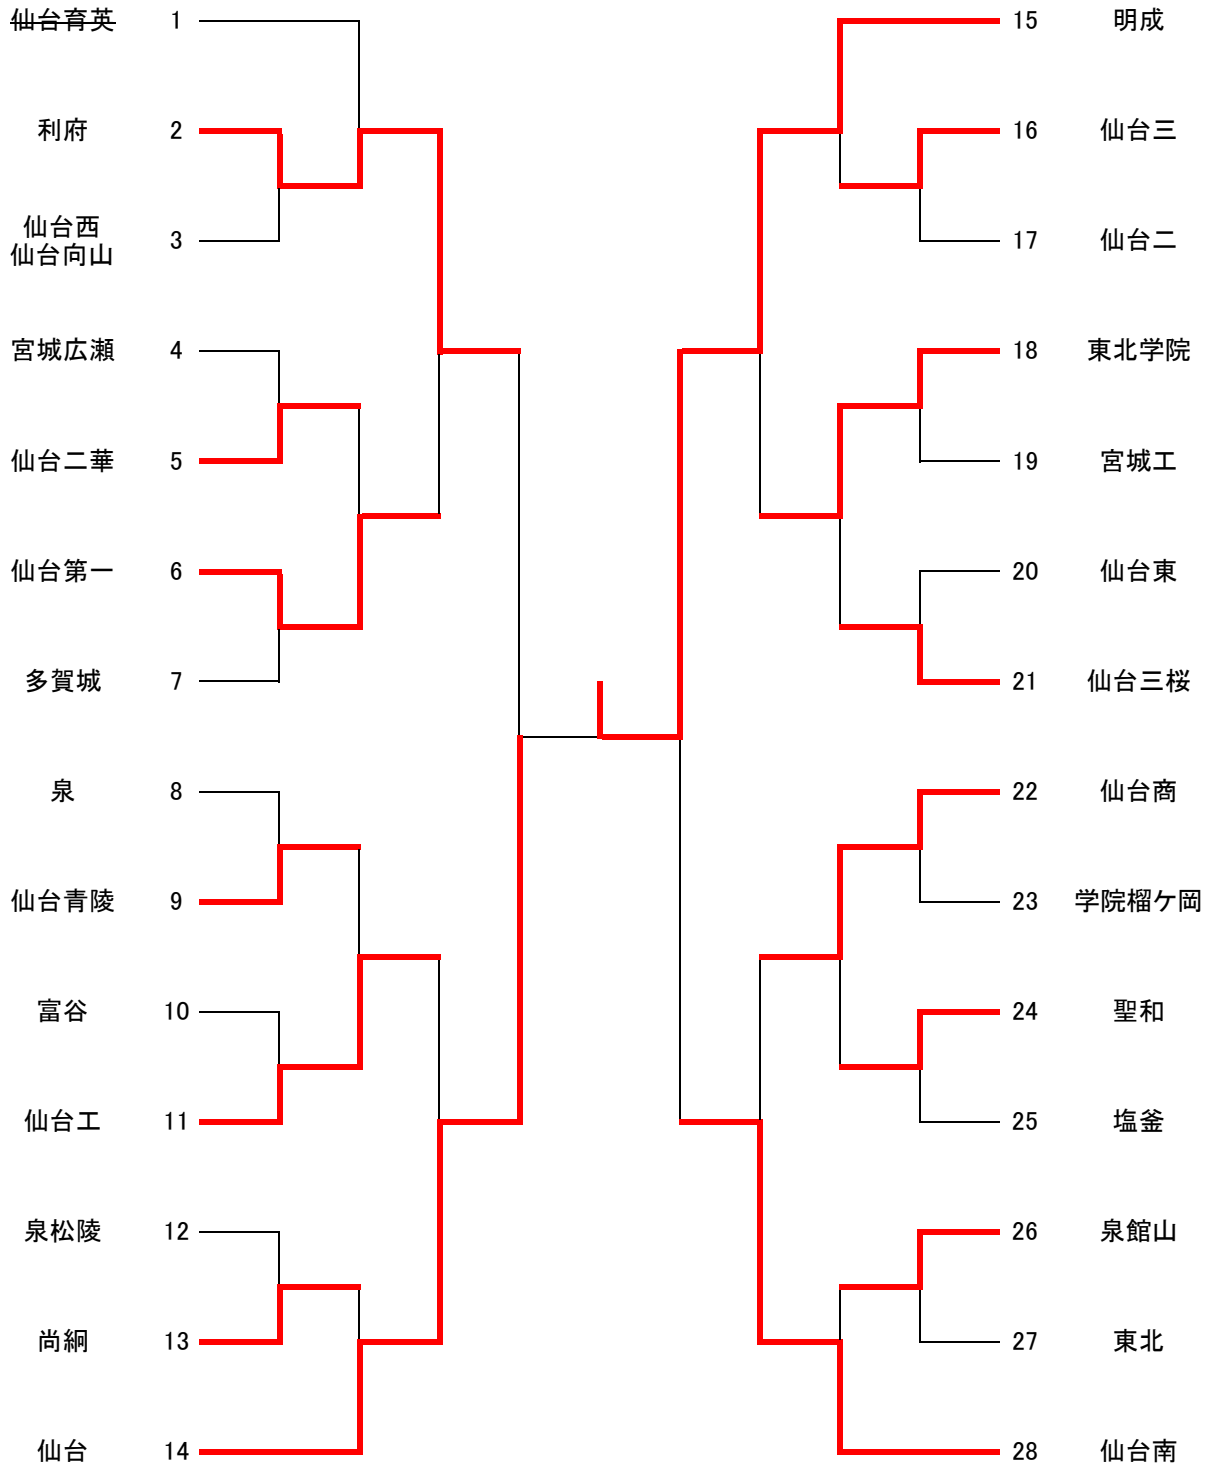 仙台育英 1
利府 2
仙台西
仙台向山 3
宮城広瀬 4
仙台二華 5
仙台第一 6
多賀城 7
泉 8
仙台青陵 9
富谷 10
仙台工 11
泉松陵 12
尚絅 13
仙台 14
15 明成
16 仙台三
17 仙台二
18 東北学院
19 宮城工
20 仙台東
21 仙台三桜
22 仙台商
23 学院榴ケ岡
24 聖和
25 塩釜
26 泉館山
27 東北
28 仙台南